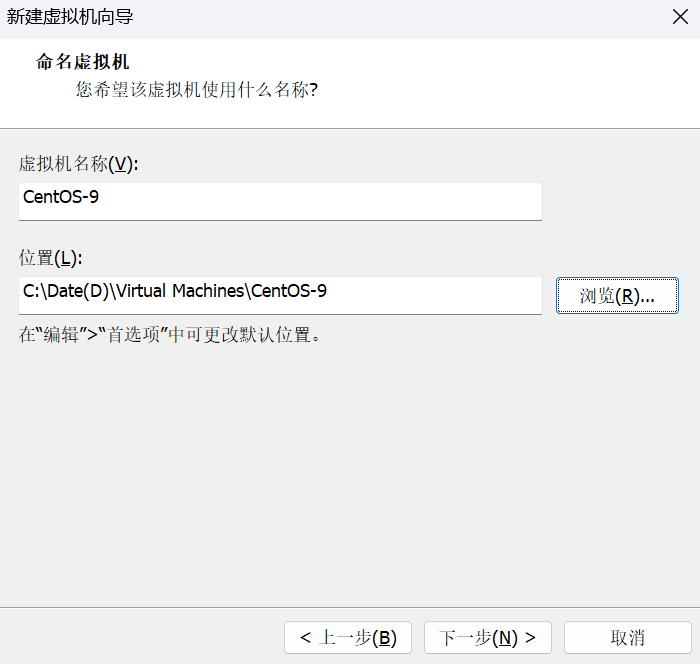 新建虚拟机向导
命名虚拟机
您希望该虚拟机使用什么名称?
虚拟机名称(V):
CentOS-9
位置(L):
C:\Date(D)\Virtual Machines\CentOS-9
浏览(R)...
在“编辑”>“首选项”中可更改默认位置。
< 上一步(B)
下一步(N) >
取消